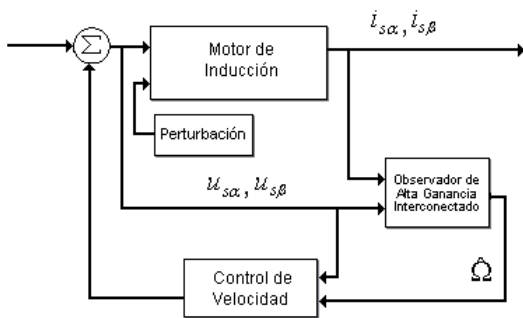 i_{sα}, i_{sβ}
Σ
Motor de
Inducción
Perturbación
u_{sα}, u_{sβ}
Observador de
Alta Ganancia
Interconectado
Ω̂
Control de
Velocidad